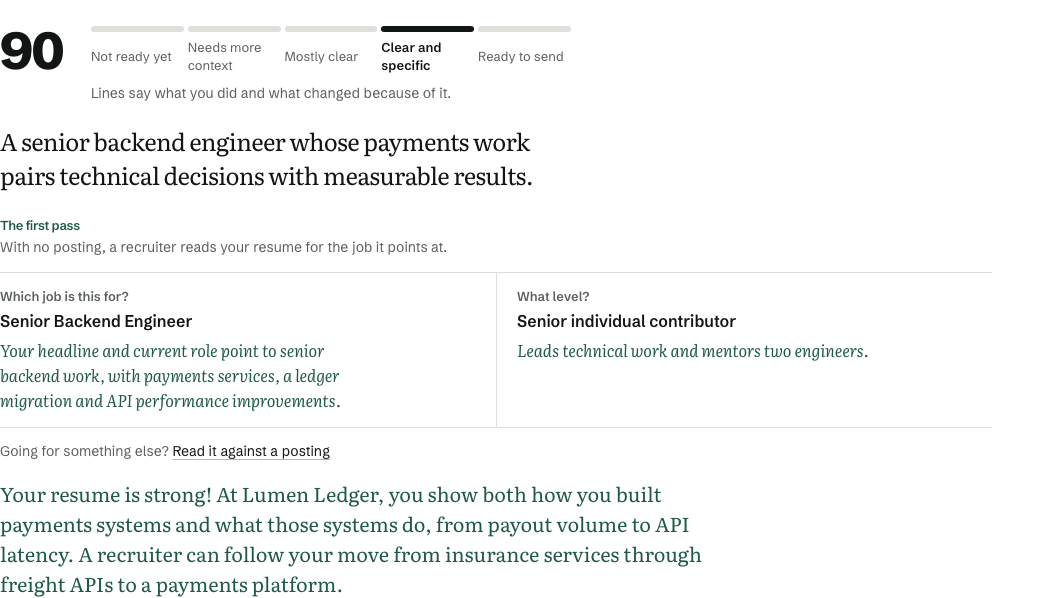 90
Not ready yet
Needs more context
Mostly clear
Clear and specific
Ready to send
Lines say what you did and what changed because of it.
A senior backend engineer whose payments work
pairs technical decisions with measurable results.
The first pass
With no posting, a recruiter reads your resume for the job it points at.
Which job is this for?
Senior Backend Engineer
Your headline and current role point to senior
backend work, with payments services, a ledger
migration and API performance improvements.
What level?
Senior individual contributor
Leads technical work and mentors two engineers.
Going for something else? Read it against a posting
Your resume is strong! At Lumen Ledger, you show both how you built
payments systems and what those systems do, from payout volume to API
latency. A recruiter can follow your move from insurance services through
freight APIs to a payments platform.